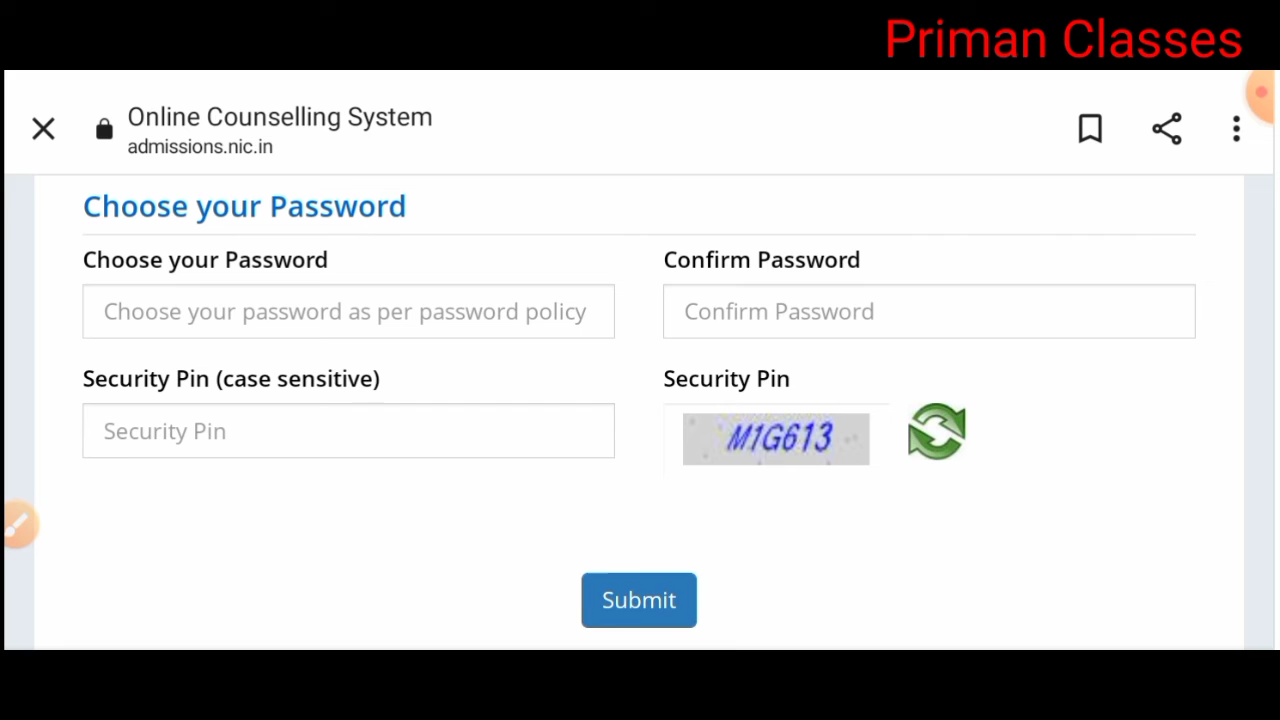 Priman Classes
Online Counselling System
admissions.nic.in
Choose your Password
Choose your Password
Confirm Password
Choose your password as per password policy
Confirm Password
Security Pin (case sensitive)
Security Pin
Security Pin
M1G613
Submit